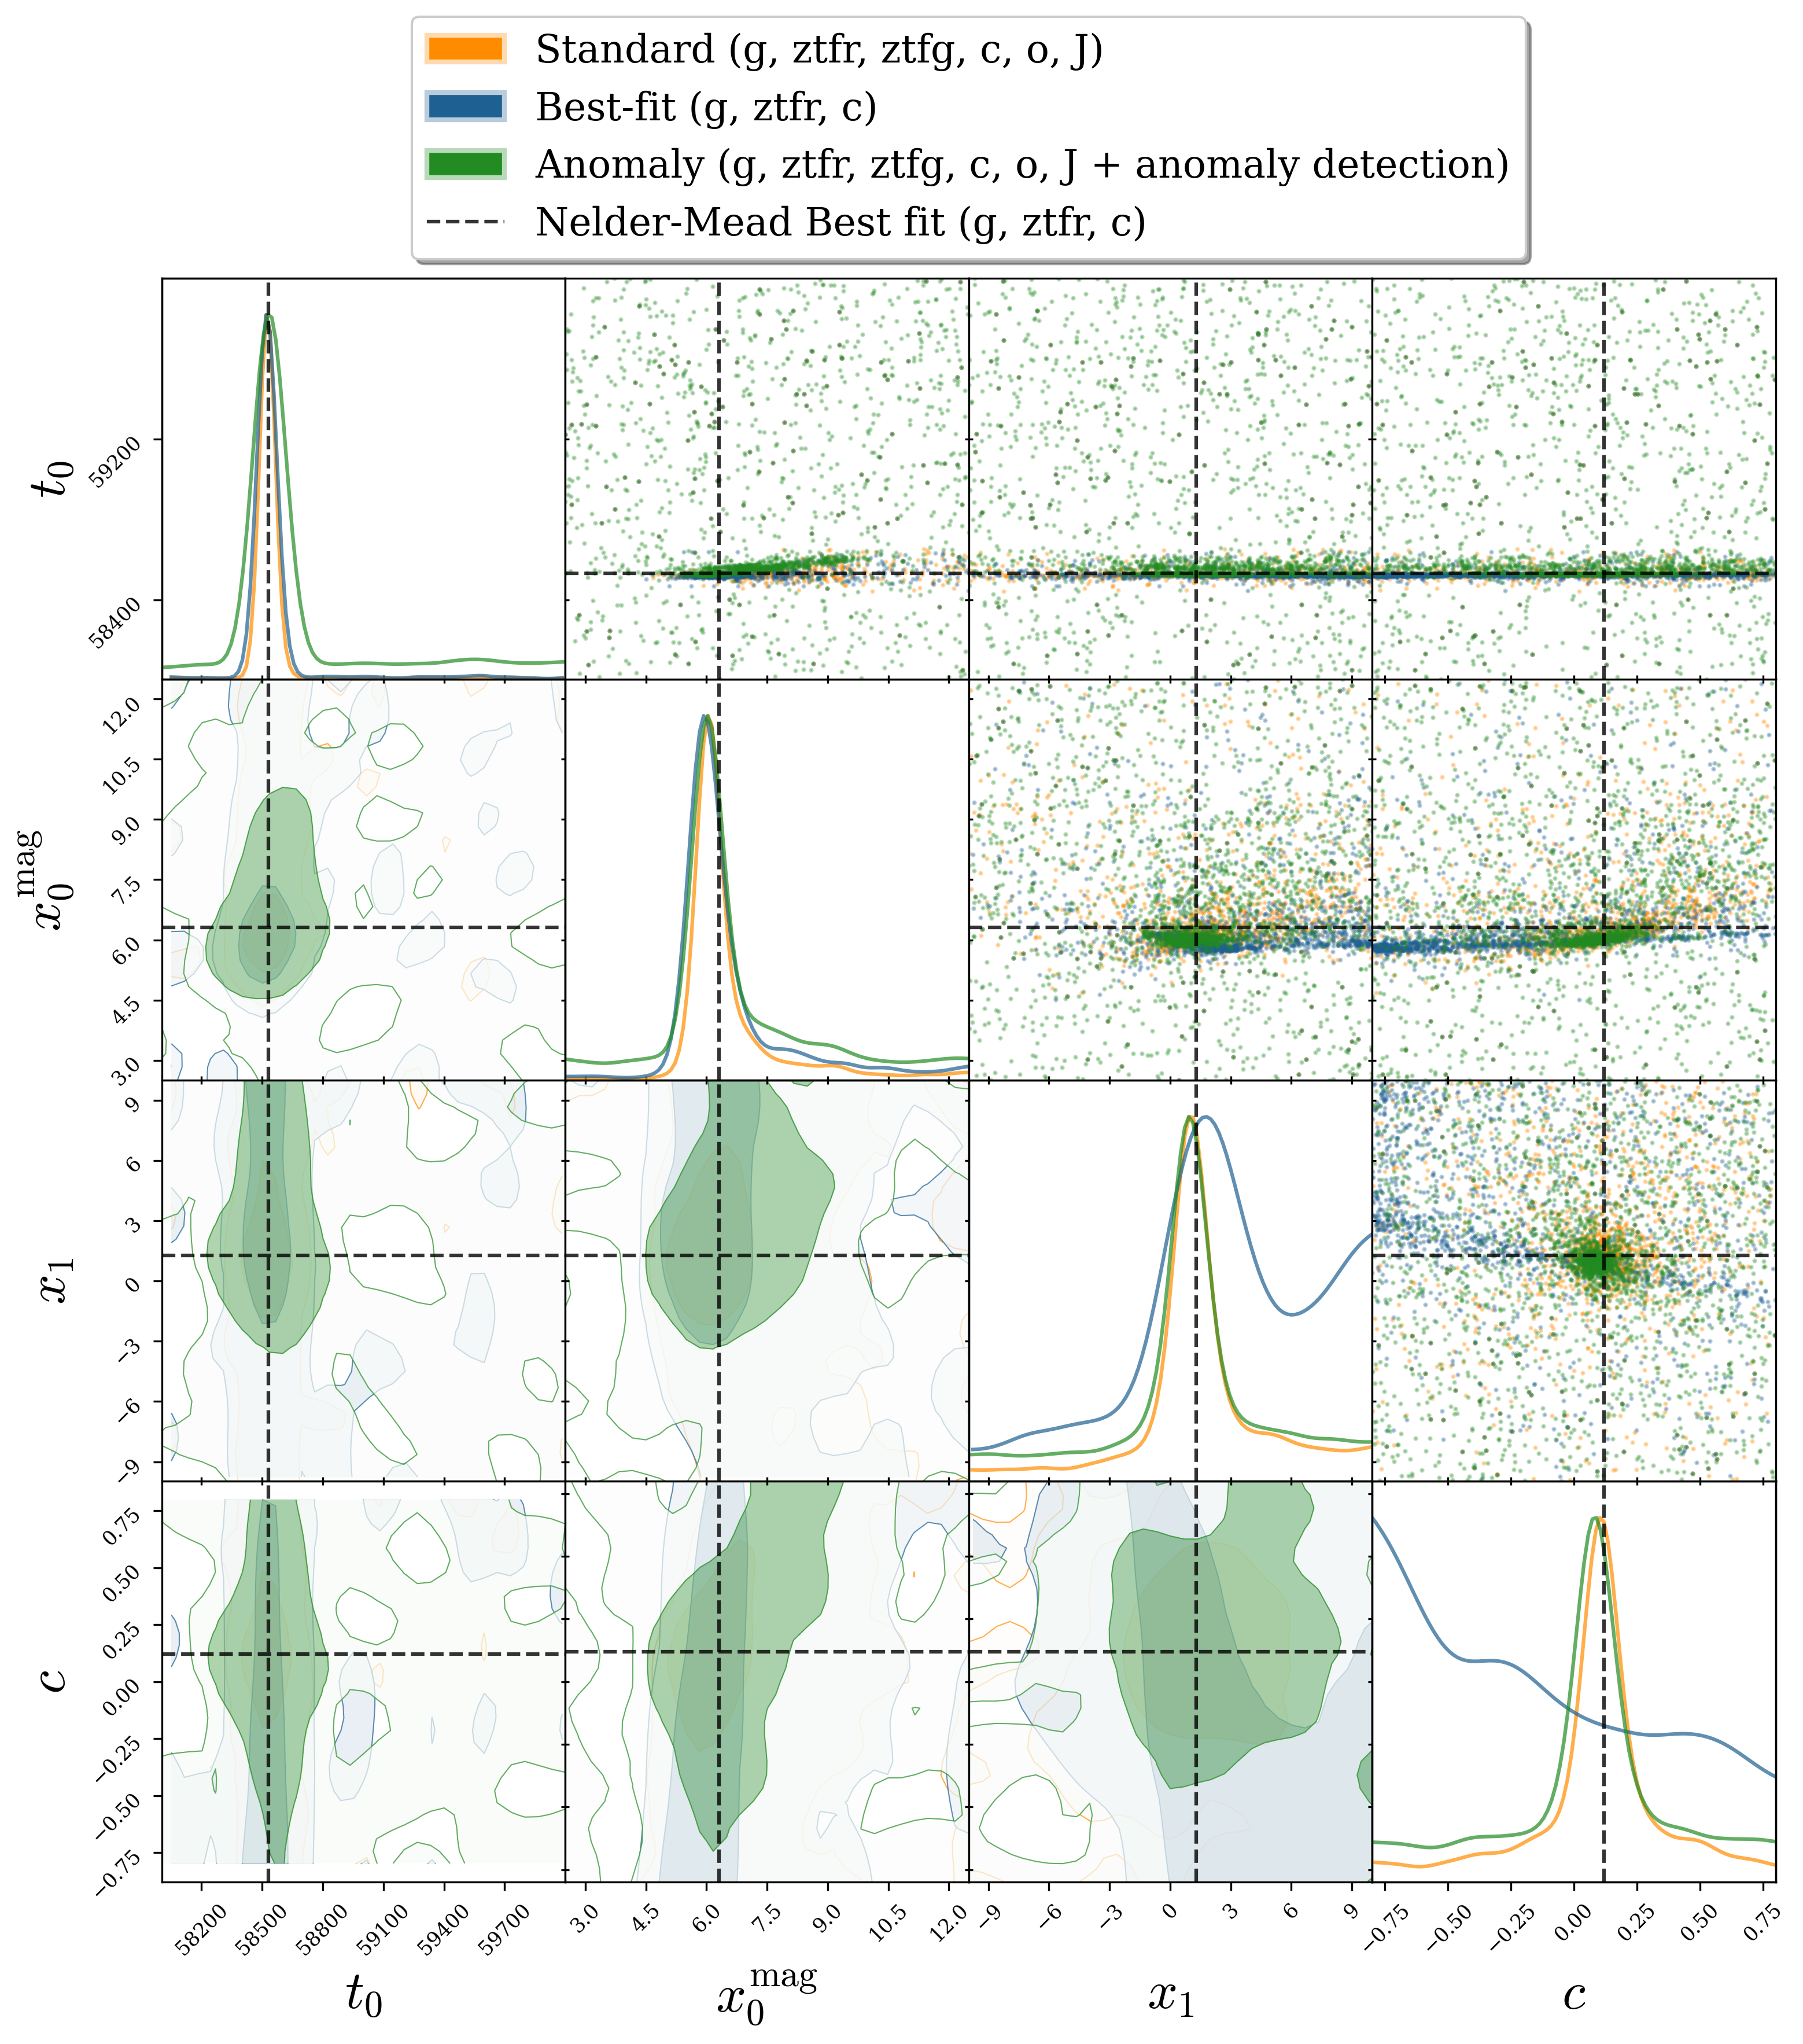 Standard (g, ztfr, ztfg, c, o, J)
Best-fit (g, ztfr, c)
Anomaly (g, ztfr, ztfg, c, o, J + anomaly detection)
Nelder-Mead Best fit (g, ztfr, c)
t₀
59200
58400
x₀ᵐᵃᵍ
12.0
10.5
9.0
7.5
6.0
4.5
3.0
x₁
9
6
3
0
−3
−6
−9
c
0.75
0.50
0.25
0.00
−0.25
−0.50
−0.75
58200 58500 58800 59100 59400 59700 3.0 4.5 6.0 7.5 9.0 10.5 12.0 −9 −6 −3 0 3 6 9 −0.75 −0.50 −0.25 0.00 0.25 0.50 0.75
t₀ x₀ᵐᵃᵍ x₁ c